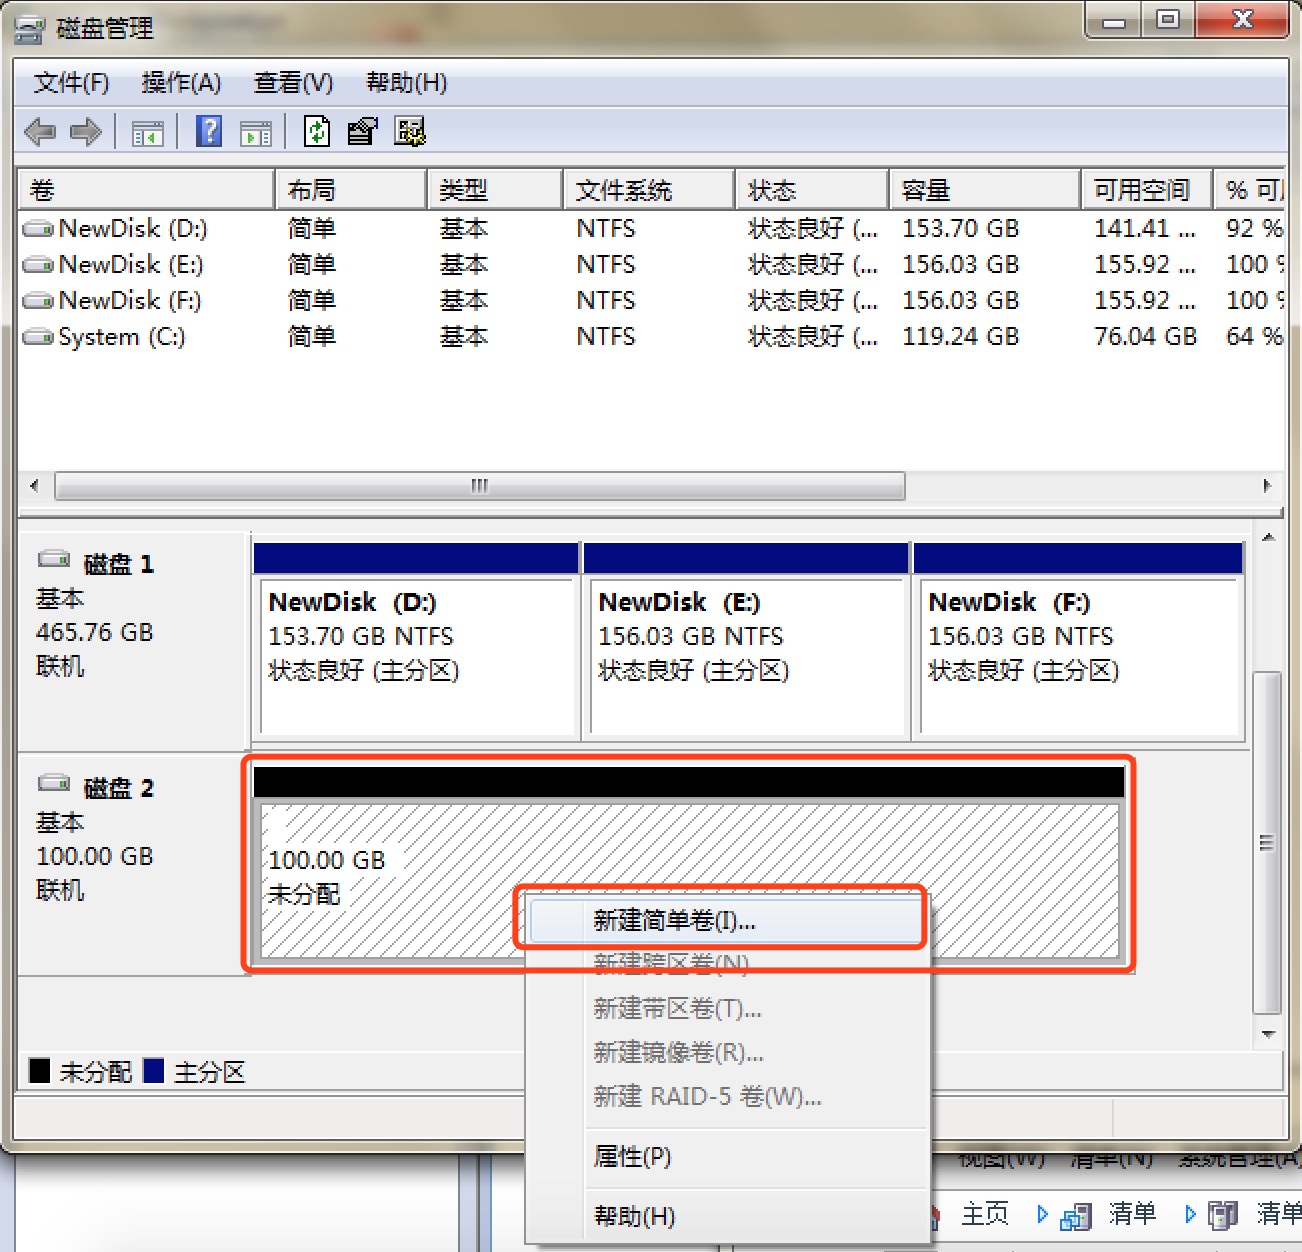 磁盘管理
文件(F) 操作(A) 查看(V) 帮助(H)
卷 布局 类型 文件系统 状态 容量 可用空间 % 可
NewDisk (D:) 简单 基本 NTFS 状态良好 (... 153.70 GB 141.41 ... 92 %
NewDisk (E:) 简单 基本 NTFS 状态良好 (... 156.03 GB 155.92 ... 100 %
NewDisk (F:) 简单 基本 NTFS 状态良好 (... 156.03 GB 155.92 ... 100 %
System (C:) 简单 基本 NTFS 状态良好 (... 119.24 GB 76.04 GB 64 %
磁盘 1
基本
465.76 GB
联机
NewDisk (D:)
153.70 GB NTFS
状态良好 (主分区)
NewDisk (E:)
156.03 GB NTFS
状态良好 (主分区)
NewDisk (F:)
156.03 GB NTFS
状态良好 (主分区)
磁盘 2
基本
100.00 GB
联机
100.00 GB
未分配
新建简单卷(I)...
新建跨区卷(N)...
新建带区卷(T)...
新建镜像卷(R)...
新建 RAID-5 卷(W)...
属性(P)
帮助(H)
未分配 主分区
视图(W) 清单(N) 系统管理(A)
主页 清单 清单